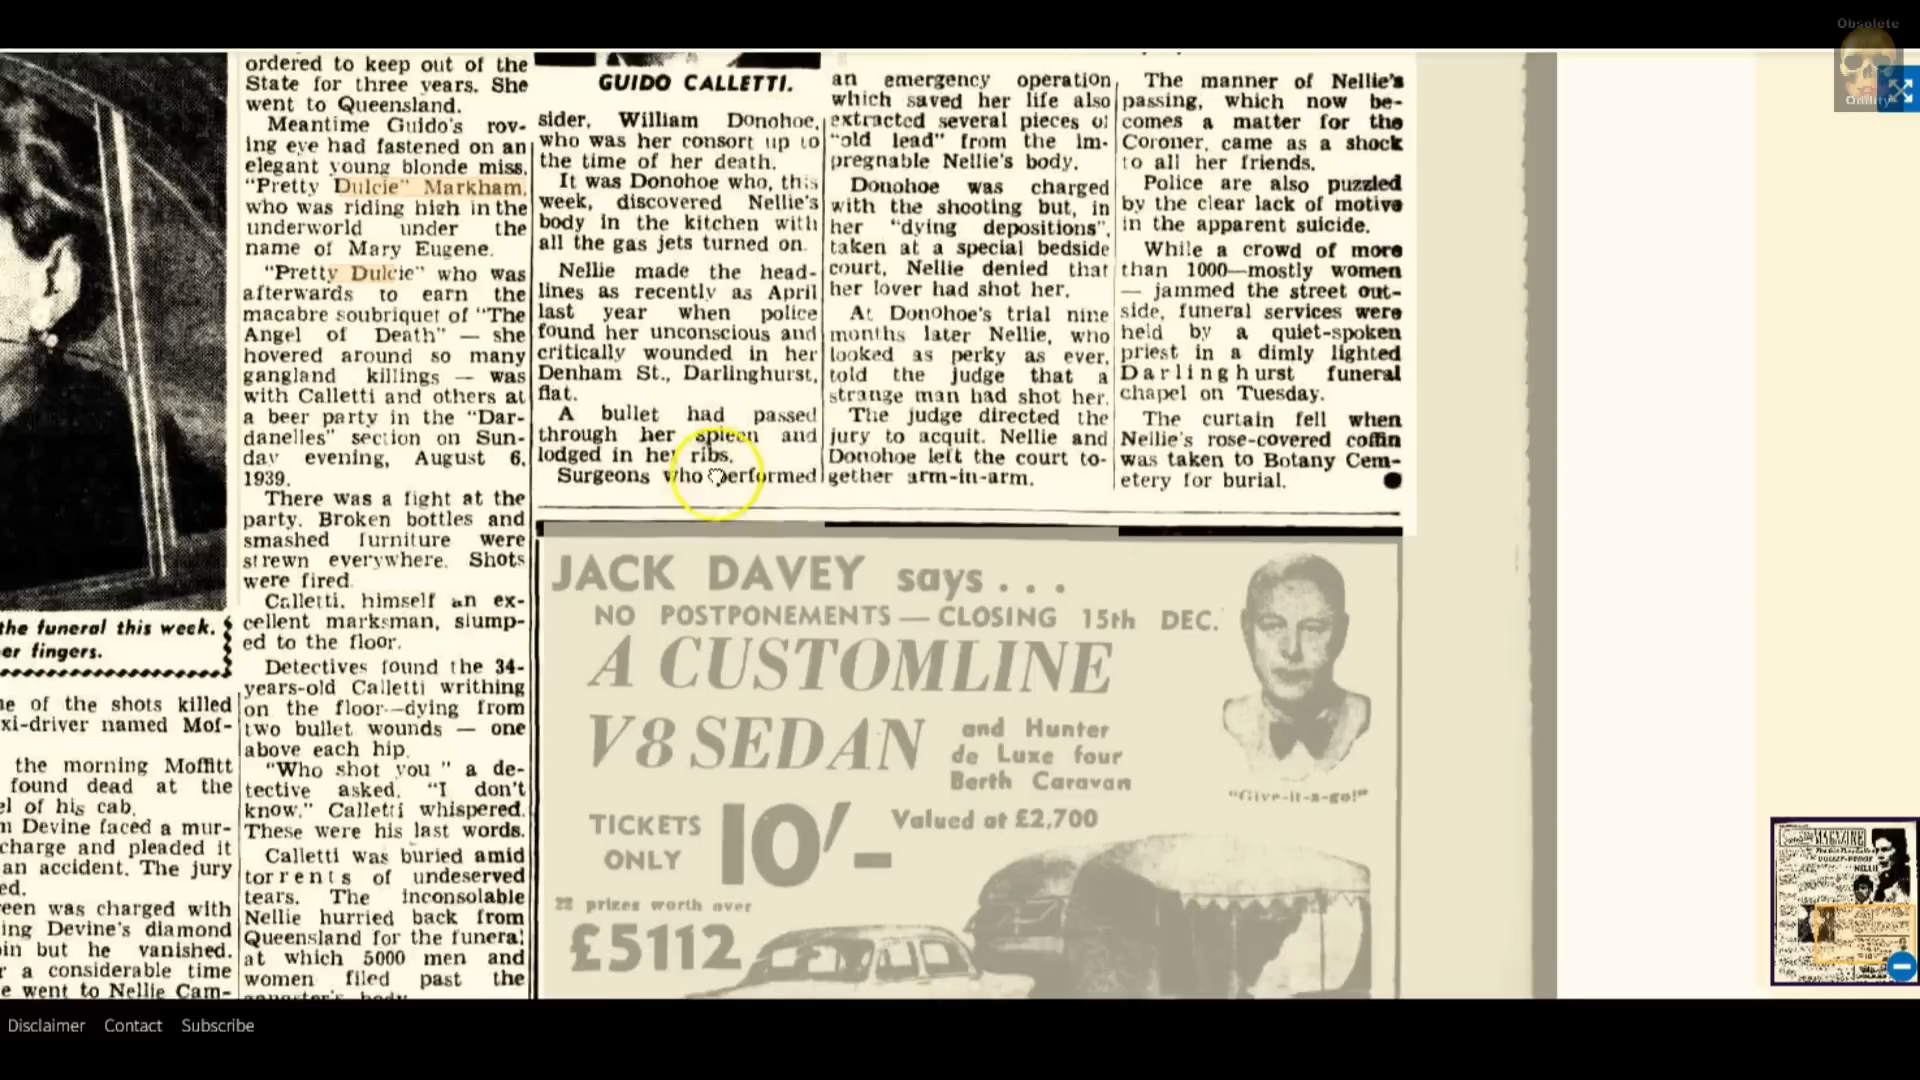 the funeral this week.
er fingers.
e of the shots killed
xi-driver named Mof-
the morning Moffitt
found dead at the
el of his cab.
m Devine faced a mur-
charge and pleaded it
an accident. The jury
ed.
een was charged with
ing Devine's diamond
in but he vanished.
r a considerable time
e went to Nellie Cam-
ordered to keep out of the
State for three years. She
went to Queensland.
Meantime Guido's rov-
ing eye had fastened on an
elegant young blonde miss,
"Pretty Dulcie" Markham,
who was riding high in the
underworld under the
name of Mary Eugene.
"Pretty Dulcie" who was
afterwards to earn the
macabre soubriquet of "The
Angel of Death" — she
hovered around so many
gangland killings — was
with Calletti and others at
a beer party in the "Dar-
danelles" section on Sun-
day evening, August 6,
1939.
There was a fight at the
party. Broken bottles and
smashed furniture were
strewn everywhere. Shots
were fired.
Calletti, himself an ex-
cellent marksman, slump-
ed to the floor.
Detectives found the 34-
years-old Calletti writhing
on the floor—dying from
two bullet wounds — one
above each hip.
"Who shot you" a de-
tective asked. "I don't
know." Calletti whispered.
These were his last words.
Calletti was buried amid
torrents of undeserved
tears. The inconsolable
Nellie hurried back from
Queensland for the funeral
at which 5000 men and
women filed past the
gangster's body.
GUIDO CALLETTI.
sider, William Donohoe,
who was her consort up to
the time of her death.
It was Donohoe who, this
week, discovered Nellie's
body in the kitchen with
all the gas jets turned on.
Nellie made the head-
lines as recently as April
last year when police
found her unconscious and
critically wounded in her
Denham St., Darlinghurst,
flat.
A bullet had passed
through her spleen and
lodged in her ribs.
Surgeons who performed
an emergency operation
which saved her life also
extracted several pieces of
"old lead" from the im-
pregnable Nellie's body.
Donohoe was charged
with the shooting but, in
her "dying depositions",
taken at a special bedside
court, Nellie denied that
her lover had shot her.
At Donohoe's trial nine
months later Nellie, who
looked as perky as ever,
told the judge that a
strange man had shot her.
The judge directed the
jury to acquit. Nellie and
Donohoe left the court to-
gether arm-in-arm.
The manner of Nellie's
passing, which now be-
comes a matter for the
Coroner, came as a shock
to all her friends.
Police are also puzzled
by the clear lack of motive
in the apparent suicide.
While a crowd of more
than 1000—mostly women
— jammed the street out-
side, funeral services were
held by a quiet-spoken
priest in a dimly lighted
Darlinghurst funeral
chapel on Tuesday.
The curtain fell when
Nellie's rose-covered coffin
was taken to Botany Cem-
etery for burial.
JACK DAVEY says . . .
NO POSTPONEMENTS — CLOSING 15th DEC.
A CUSTOMLINE
V8 SEDAN
and Hunter
de Luxe four
Berth Caravan
"Give-it-a-go!"
TICKETS
ONLY
10/-
Valued at £2,700
22 prizes worth over
£5112
Obsolete
Oddity
MAGAZINE
NELLIE
Disclaimer Contact Subscribe